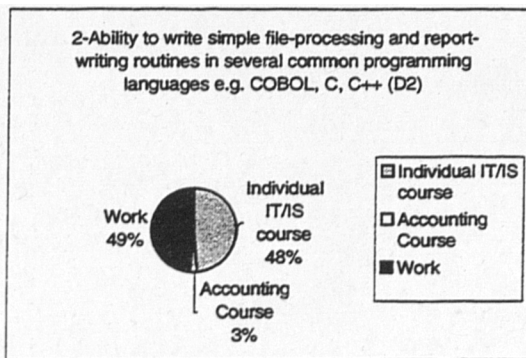 2-Ability to write simple file-processing and report-
writing routines in several common programming
languages e.g. COBOL, C, C++ (D2)
Work
49%
Individual
IT/IS
course
48%
Accounting
Course
3%
Individual IT/IS
course
Accounting
Course
Work